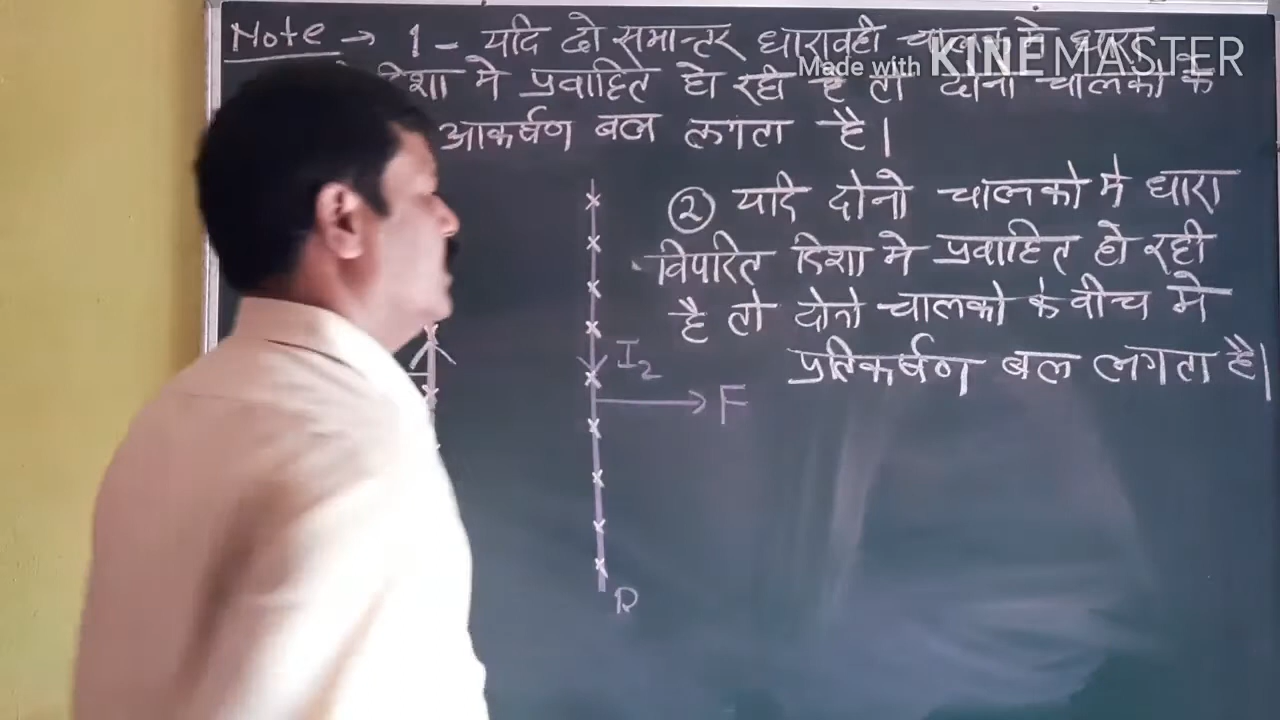 Note → 1 - यदि दो समान्तर धारावही चालक मे धारा
दिशा मे प्रवाहित हो रही है तो दोनो चालको के
आकर्षण बल लगता है।
Made with KINEMASTER
② यदि दोनो चालको मे धारा
विपरित दिशा मे प्रवाहित हो रही
है तो दोनो चालको के बीच मे
प्रतिकर्षण बल लगता है।
I₂
F